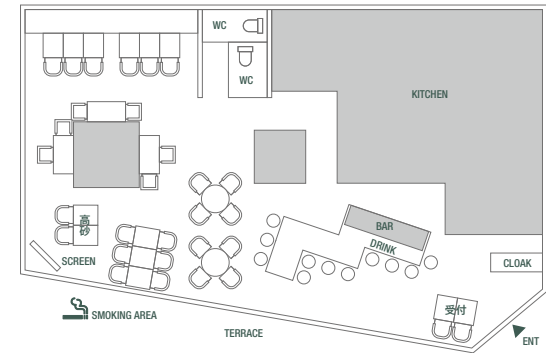 WC
WC
KITCHEN
高砂
BAR
DRINK
SCREEN
CLOAK
受付
SMOKING AREA
TERRACE
ENT